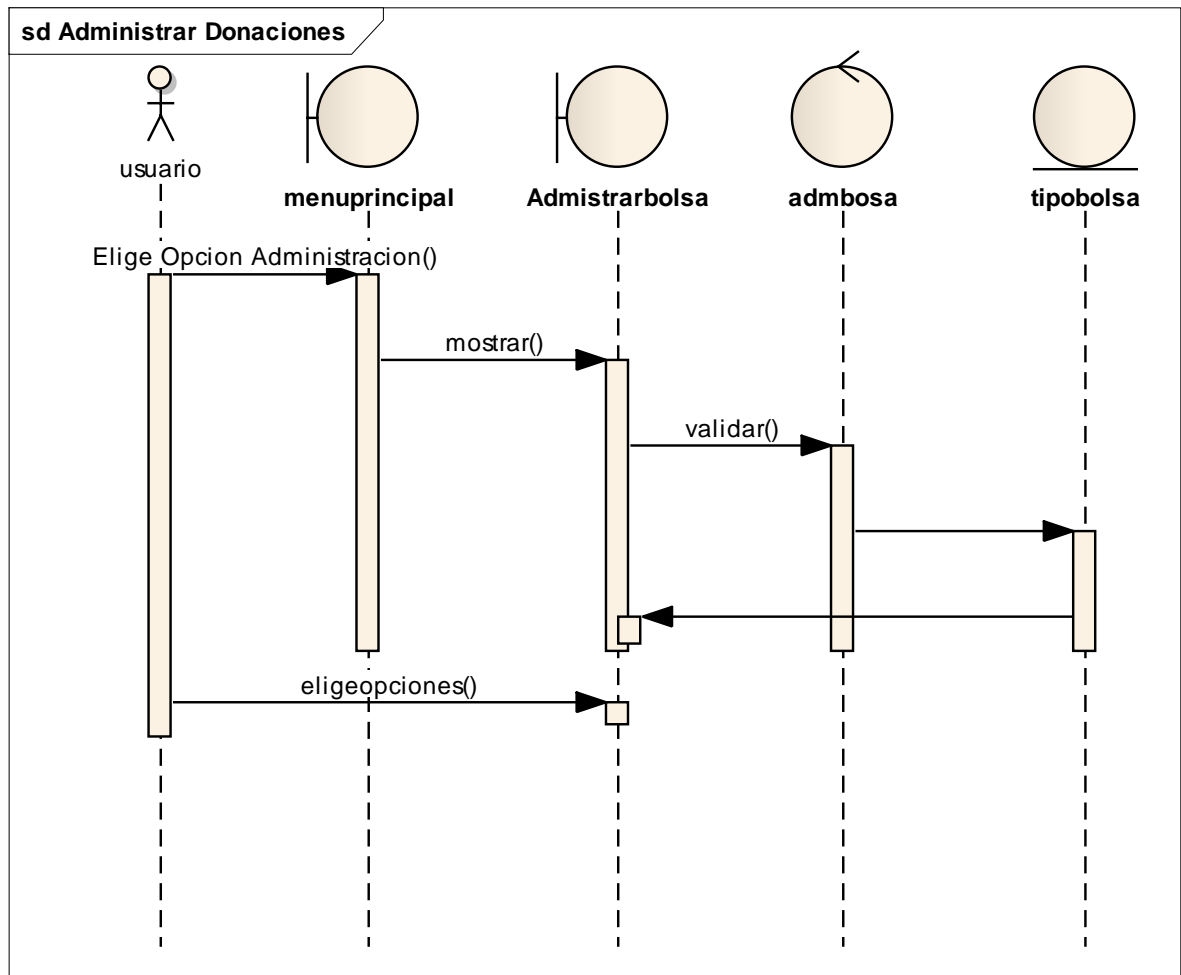 sd Administrar Donaciones
usuario
menuprincipal
Admistrarbolsa
admbosa
tipobolsa
Elige Opcion Administracion()
mostrar()
validar()
eligeopciones()